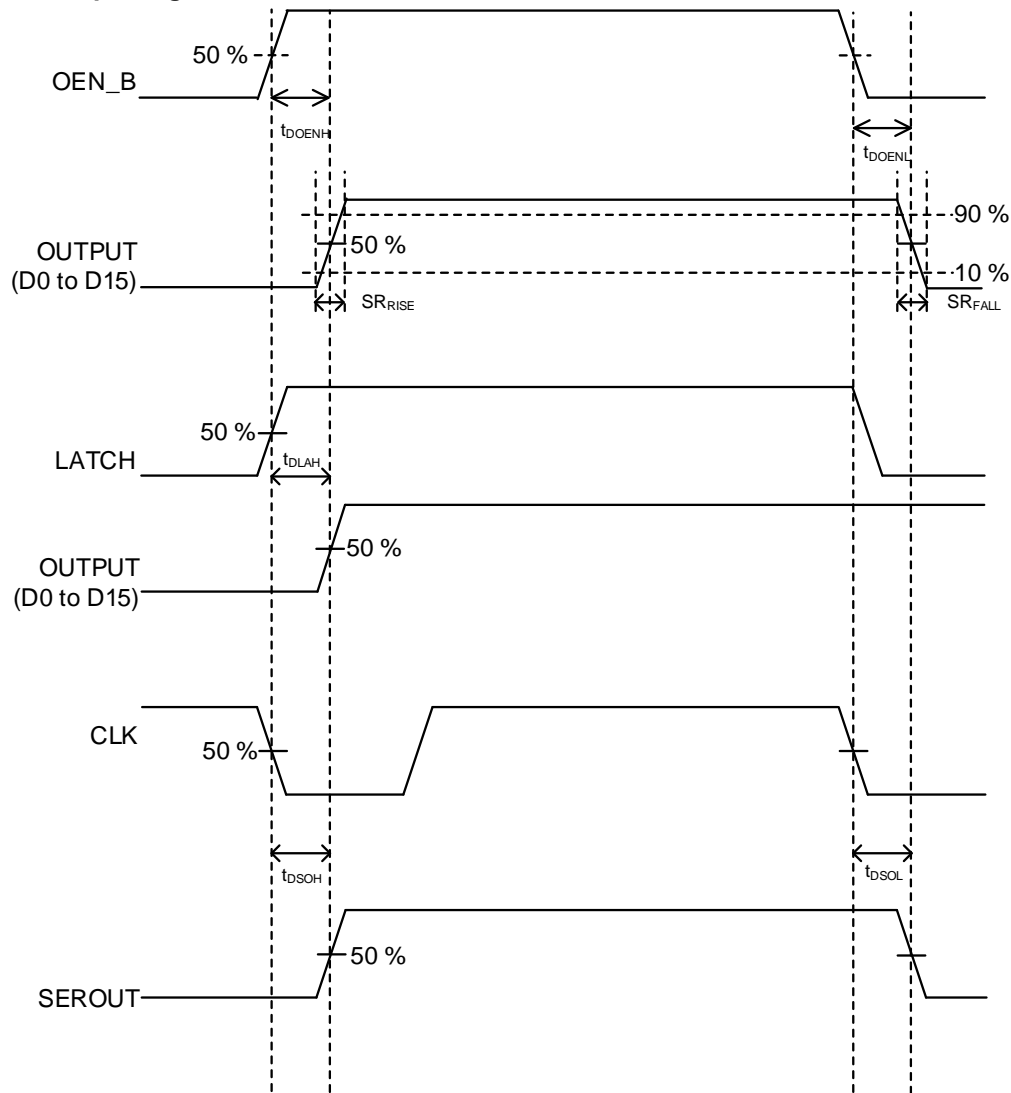 50 %
OEN_B
tDOENH
tDOENL
90 %
50 %
OUTPUT
(D0 to D15)
10 %
SRRISE
SRFALL
50 %
LATCH
tDLAH
50 %
OUTPUT
(D0 to D15)
CLK
50 %
tDSOH
tDSOL
50 %
SEROUT